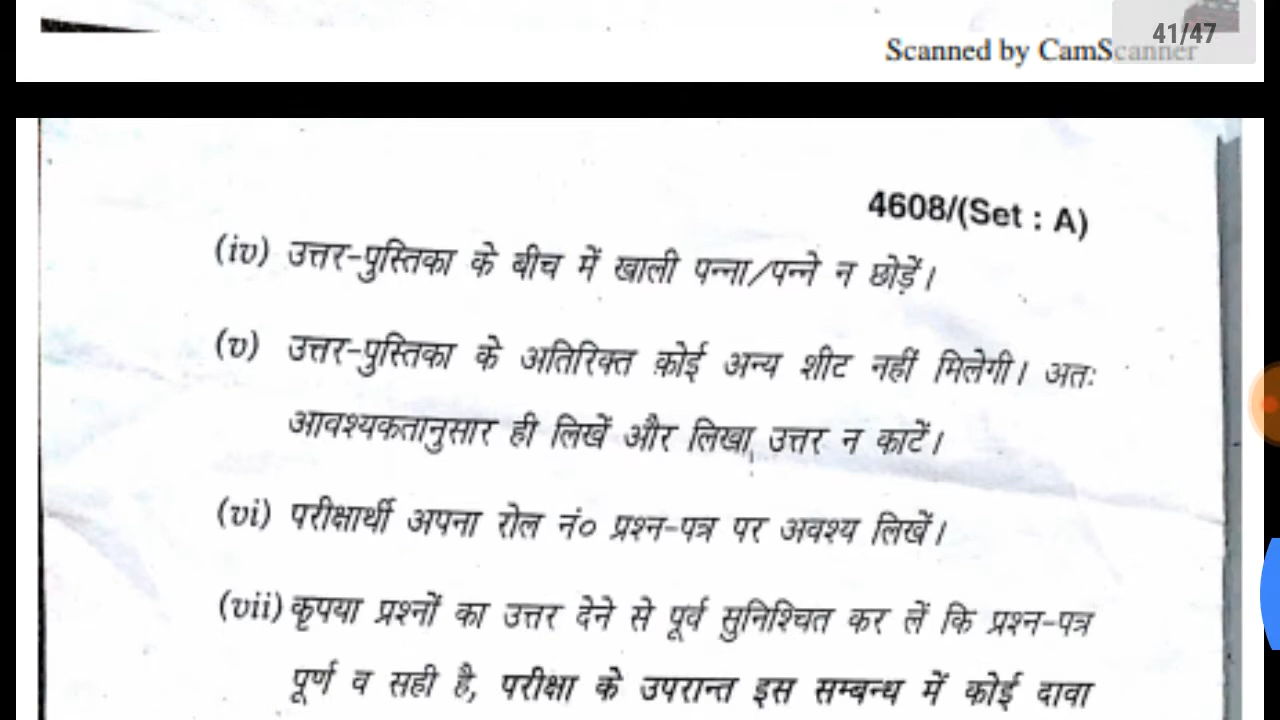 41/47
Scanned by CamScanner
4608/(Set : A)
(iv) उत्तर-पुस्तिका के बीच में खाली पन्ना/पन्ने न छोड़ें।
(v) उत्तर-पुस्तिका के अतिरिक्त कोई अन्य शीट नहीं मिलेगी। अतः
आवश्यकतानुसार ही लिखें और लिखा उत्तर न काटें।
(vi) परीक्षार्थी अपना रोल नं० प्रश्न-पत्र पर अवश्य लिखें।
(vii) कृपया प्रश्नों का उत्तर देने से पूर्व सुनिश्चित कर लें कि प्रश्न-पत्र
पूर्ण व सही है, परीक्षा के उपरान्त इस सम्बन्ध में कोई दावा